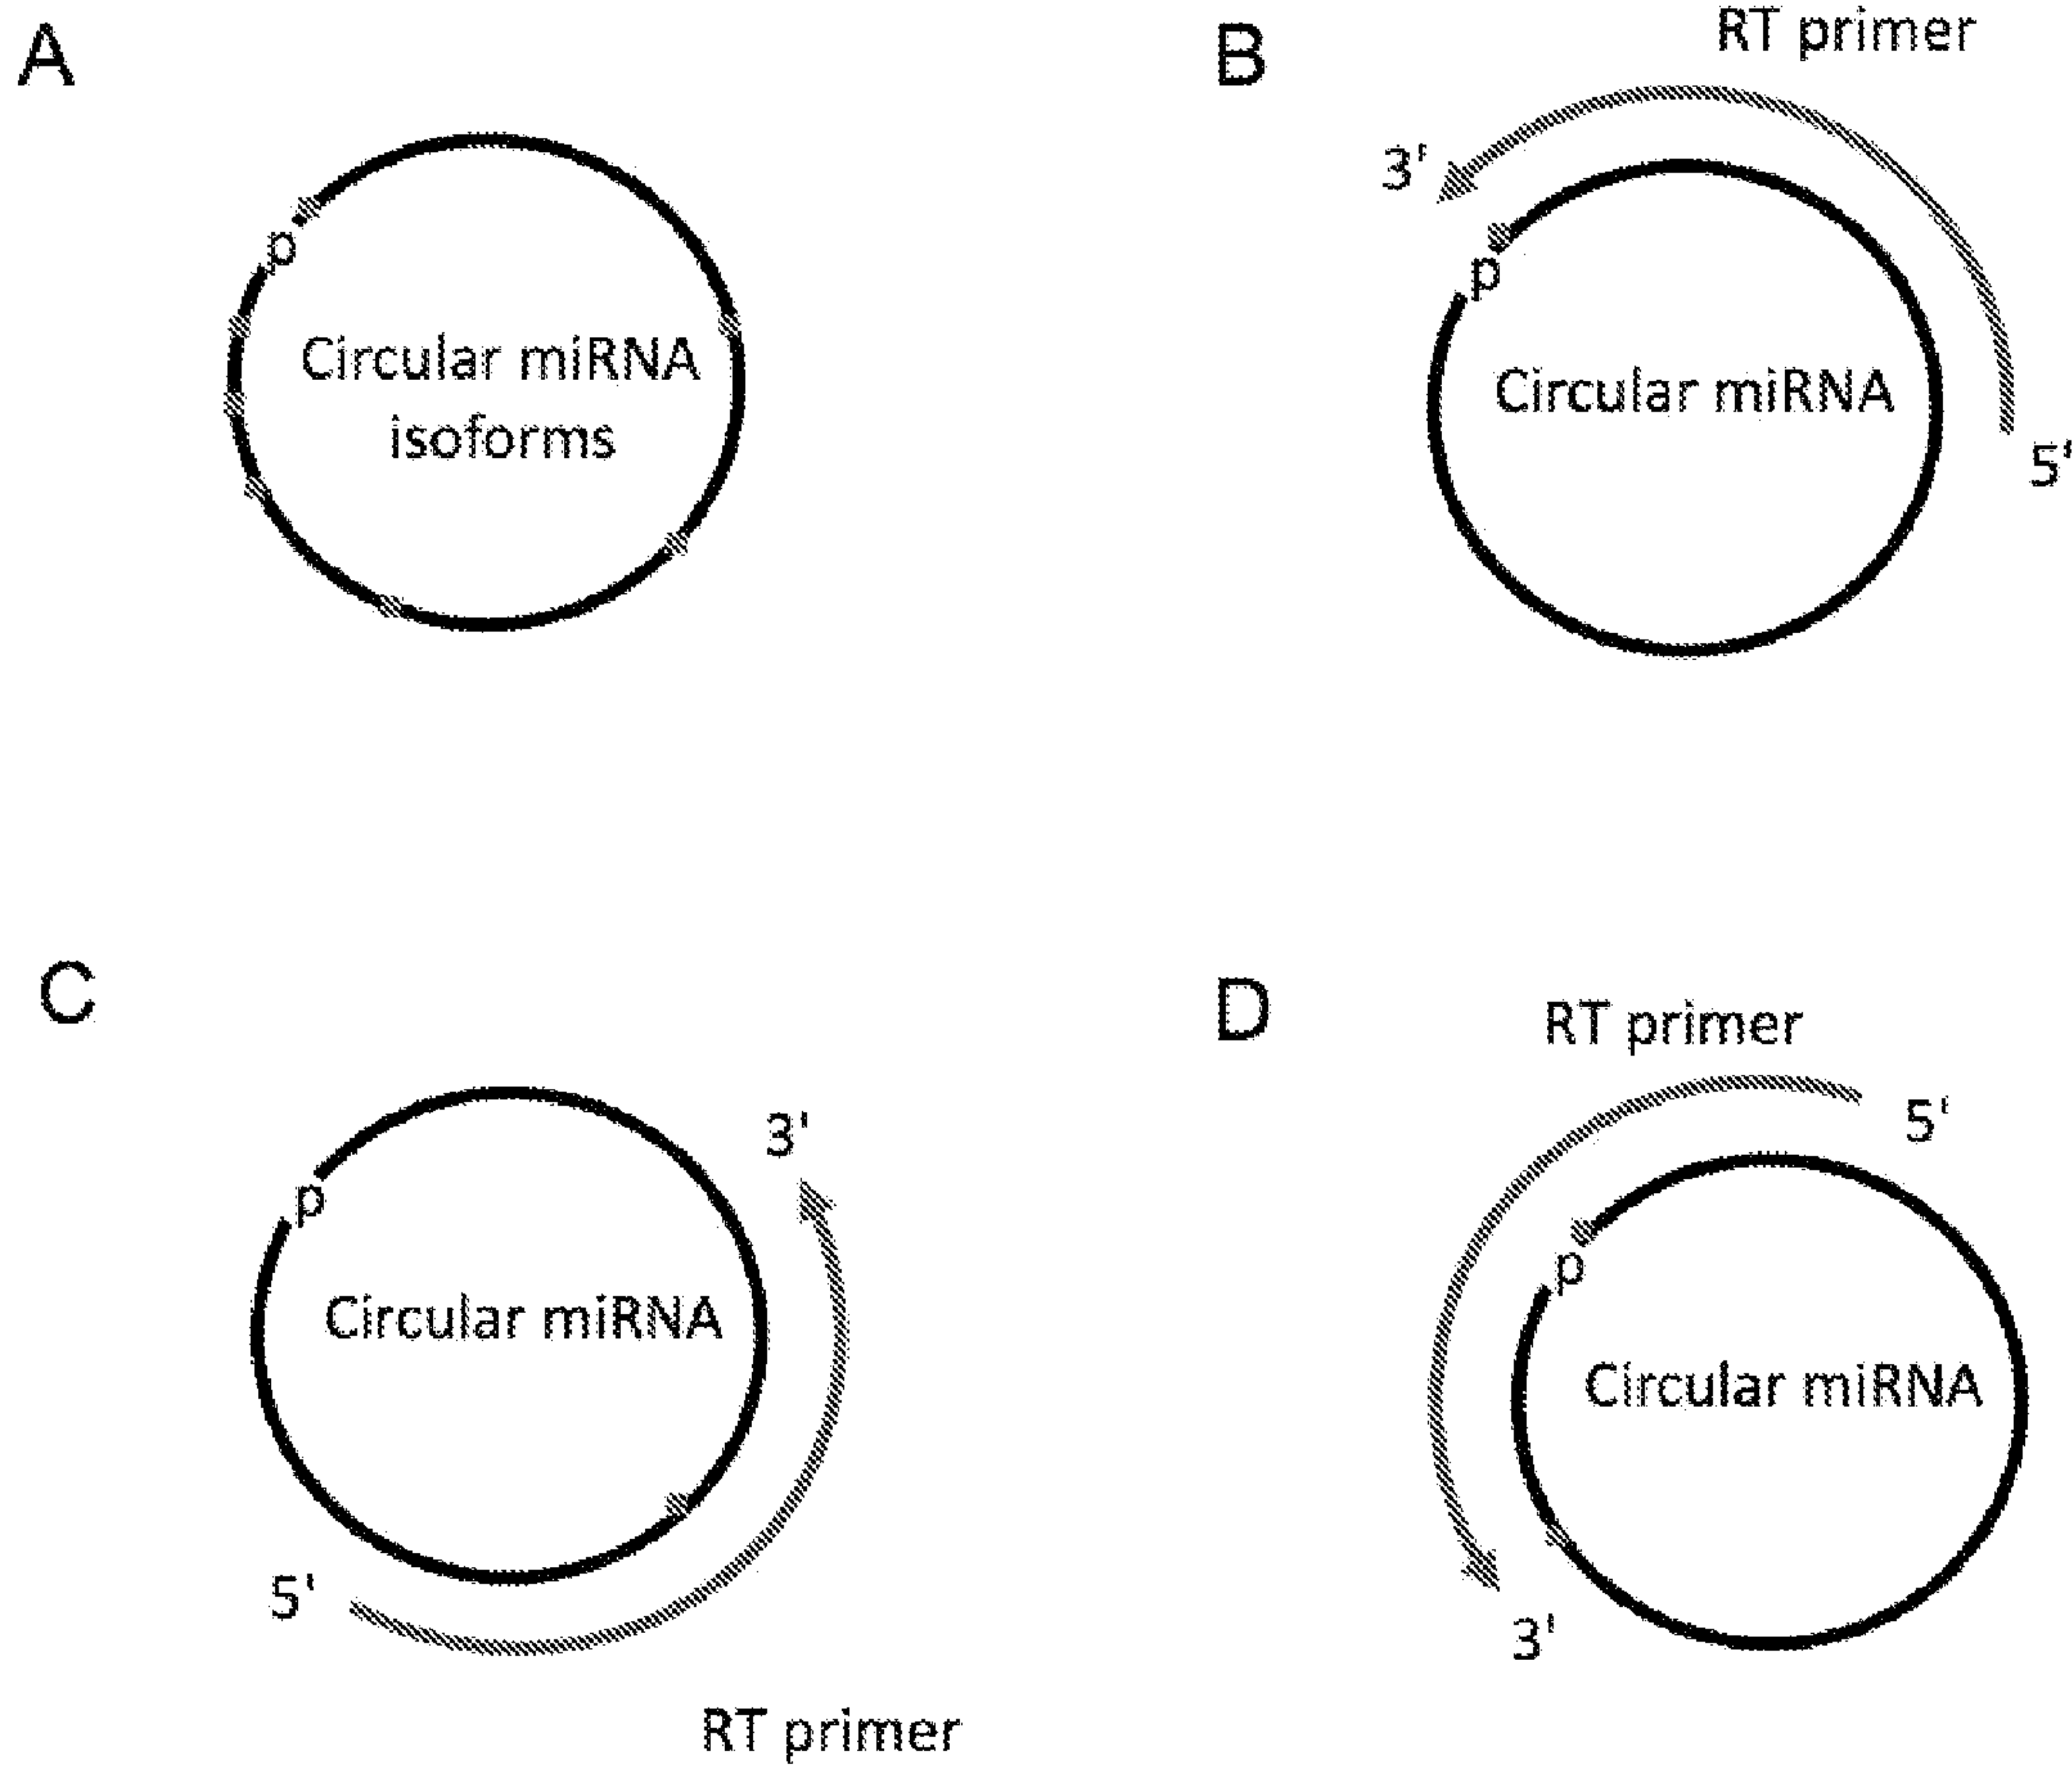 A
p
Circular miRNA
isoforms
B
RT primer
3'
p
Circular miRNA
5'
C
3'
p
Circular miRNA
5'
RT primer
D
RT primer
5'
p
Circular miRNA
3'